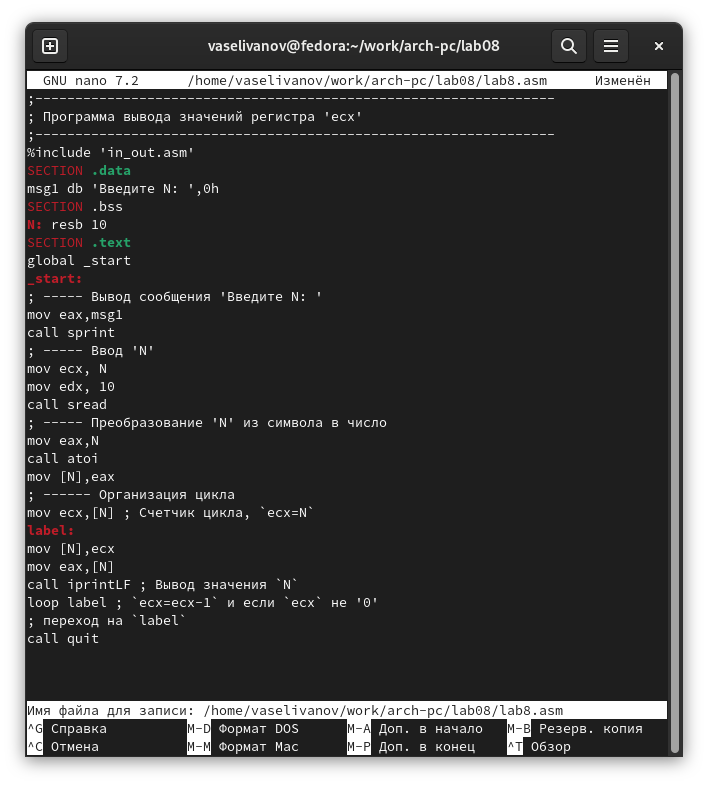 vaselivanov@fedora:~/work/arch-pc/lab08
GNU nano 7.2 /home/vaselivanov/work/arch-pc/lab08/lab8.asm Изменён
;-----------------------------------------------------------------
; Программа вывода значений регистра 'ecx'
;-----------------------------------------------------------------
%include 'in_out.asm'
SECTION .data
msg1 db 'Введите N: ',0h
SECTION .bss
N: resb 10
SECTION .text
global _start
_start:
; ----- Вывод сообщения 'Введите N: '
mov eax,msg1
call sprint
; ----- Ввод 'N'
mov ecx, N
mov edx, 10
call sread
; ----- Преобразование 'N' из символа в число
mov eax,N
call atoi
mov [N],eax
; ------ Организация цикла
mov ecx,[N] ; Счетчик цикла, `ecx=N`
label:
mov [N],ecx
mov eax,[N]
call iprintLF ; Вывод значения `N`
loop label ; `ecx=ecx-1` и если `ecx` не '0'
; переход на `label`
call quit
Имя файла для записи: /home/vaselivanov/work/arch-pc/lab08/lab8.asm
^G Справка M-D Формат DOS M-A Доп. в начало M-B Резерв. копия
^C Отмена M-M Формат Mac M-P Доп. в конец ^T Обзор